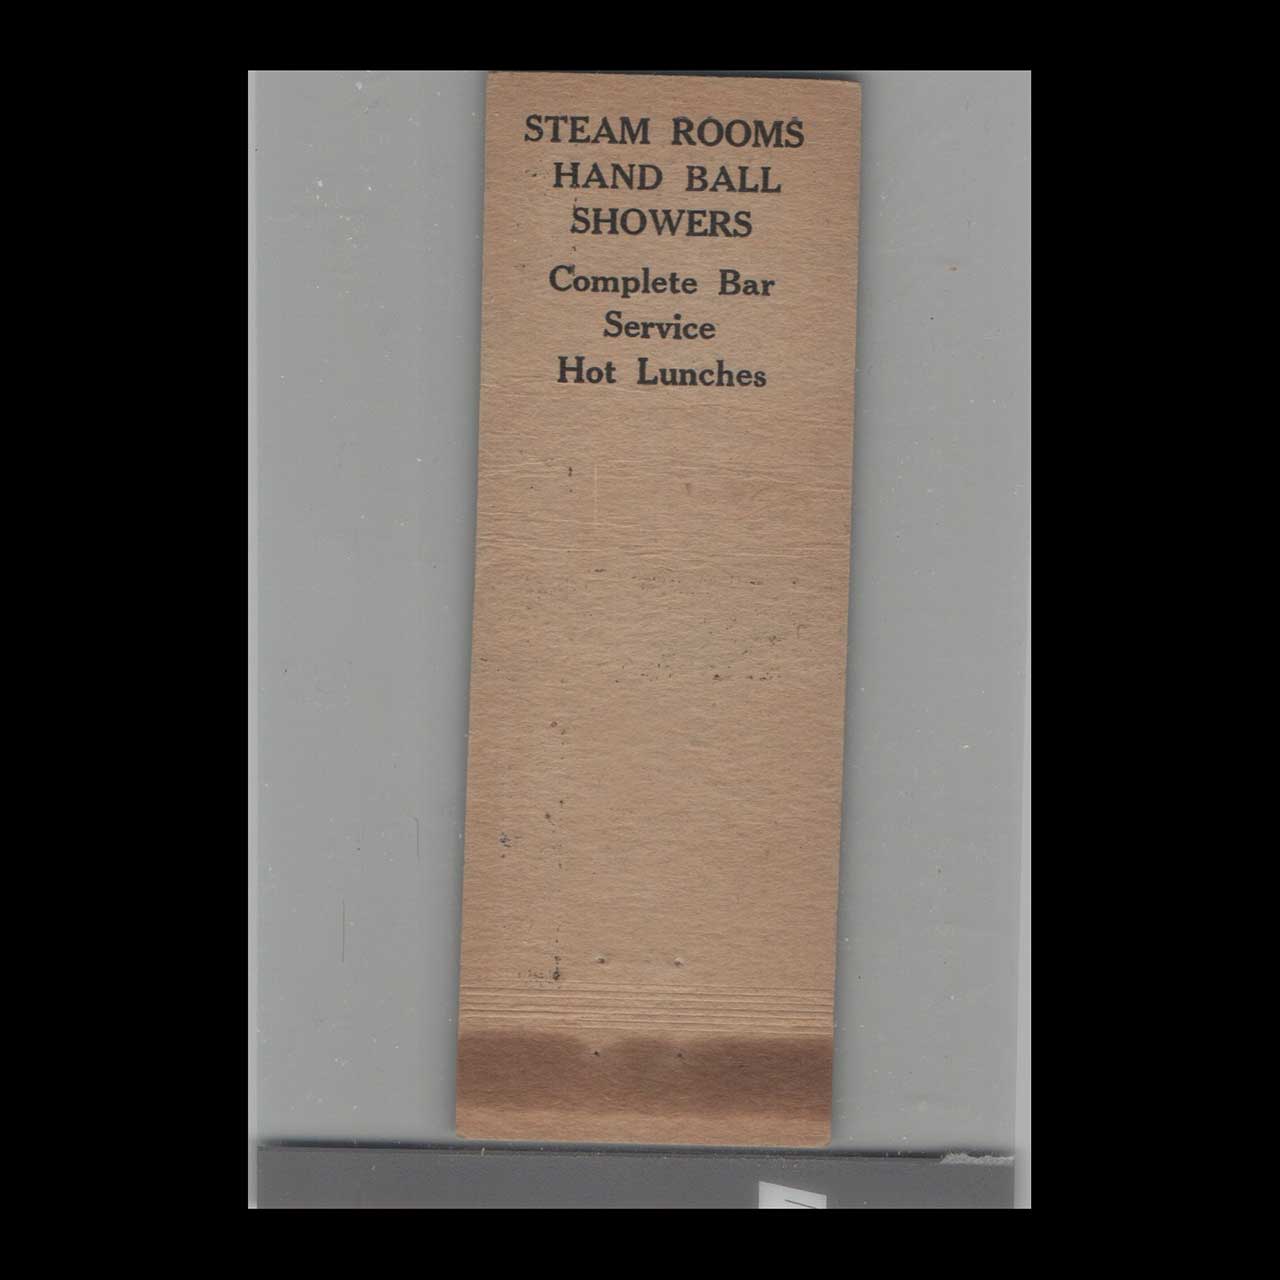 STEAM ROOMS
HAND BALL
SHOWERS
Complete Bar
Service
Hot Lunches